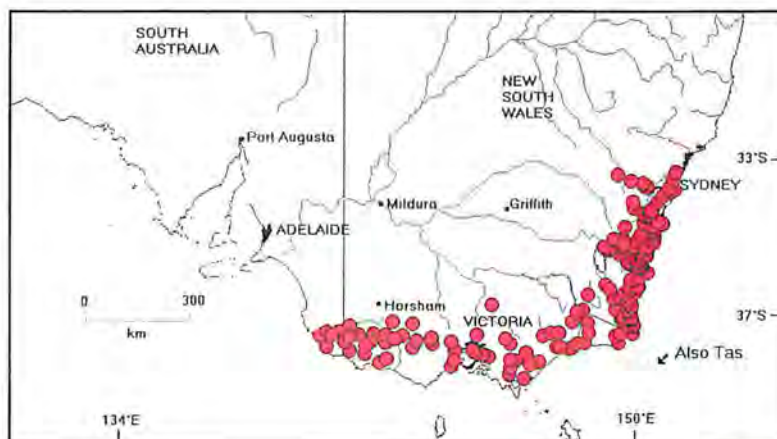 SOUTH
AUSTRALIA
NEW
SOUTH
WALES
Port Augusta
33°S
SYDNEY
Mildura
Griffith
ADELAIDE
0 300
km
Horsham
VICTORIA
37°S
Also Tas
134°E
150°E